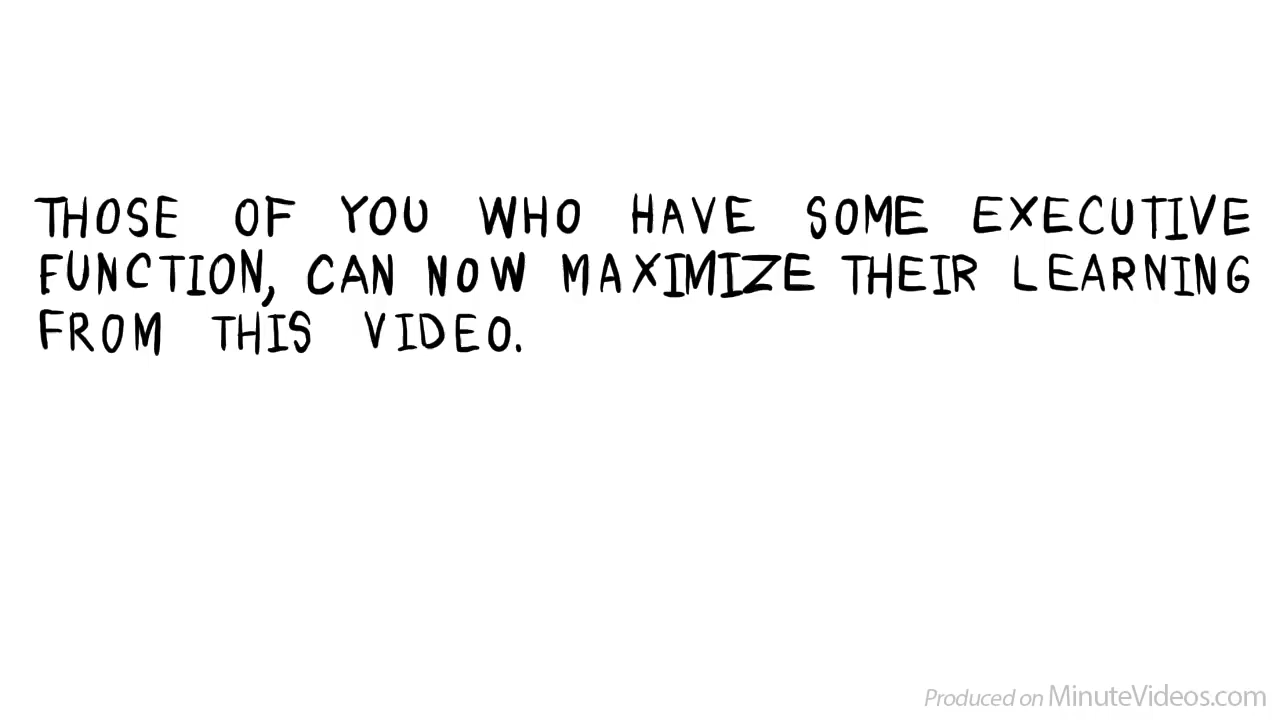 THOSE OF YOU WHO HAVE SOME EXECUTIVE
FUNCTION, CAN NOW MAXIMIZE THEIR LEARNING
FROM THIS VIDEO.
Produced on MinuteVideos.com